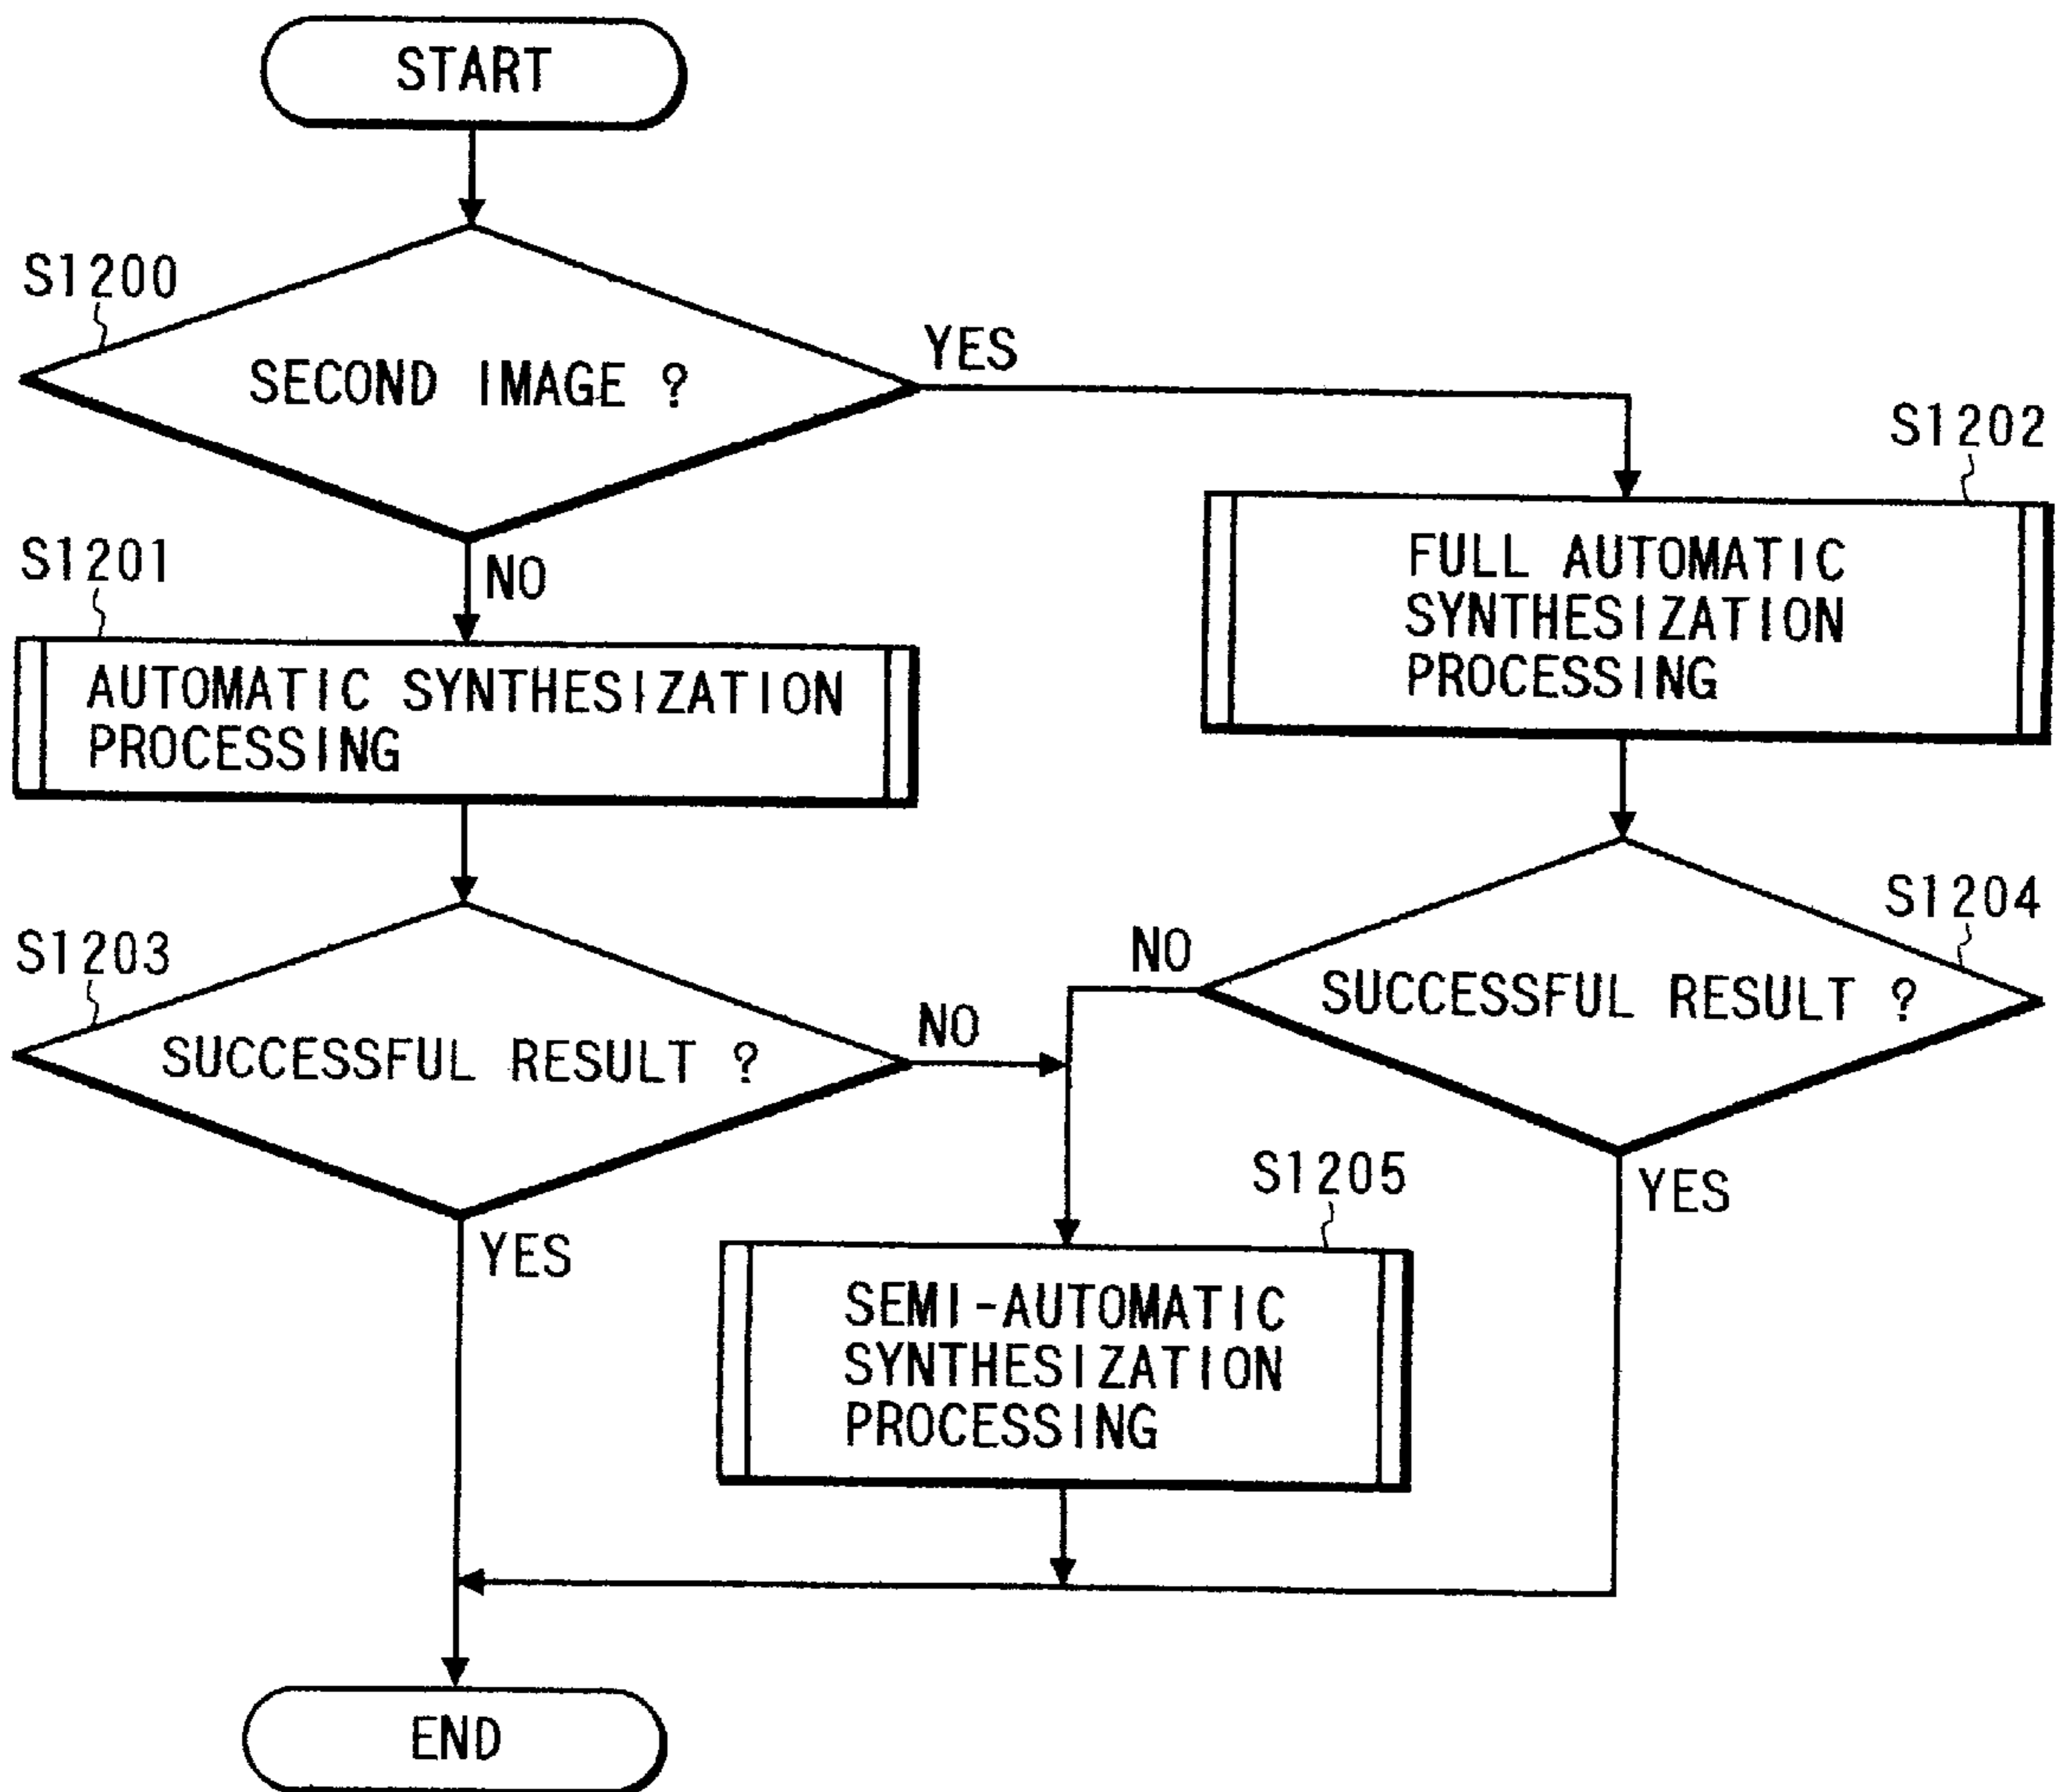 START
S1200
SECOND IMAGE ?
YES
S1202
FULL AUTOMATIC
SYNTHESIZATION
PROCESSING
NO
S1201
AUTOMATIC SYNTHESIZATION
PROCESSING
S1204
SUCCESSFUL RESULT ?
NO
YES
S1203
SUCCESSFUL RESULT ?
NO
YES
S1205
SEMI-AUTOMATIC
SYNTHESIZATION
PROCESSING
END